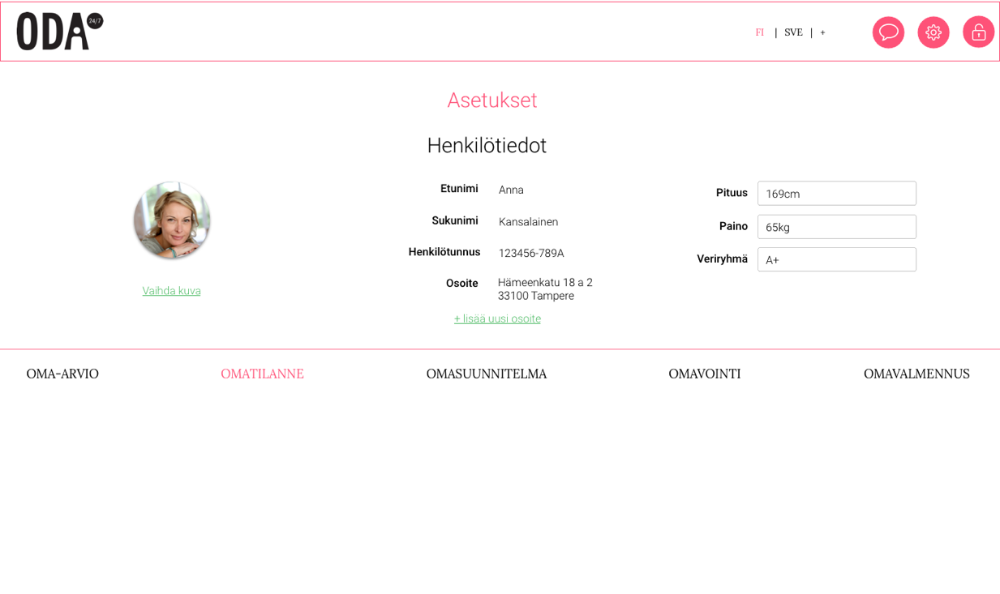 ODA 24/7
FI | SVE | +
Asetukset
Henkilötiedot
Vaihda kuva
Etunimi Anna
Sukunimi Kansalainen
Henkilötunnus 123456-789A
Osoite Hämeenkatu 18 a 2
33100 Tampere
+ lisää uusi osoite
Pituus 169cm
Paino 65kg
Veriryhmä A+
OMA-ARVIO OMATILANNE OMASUUNNITELMA OMAVOINTI OMAVALMENNUS